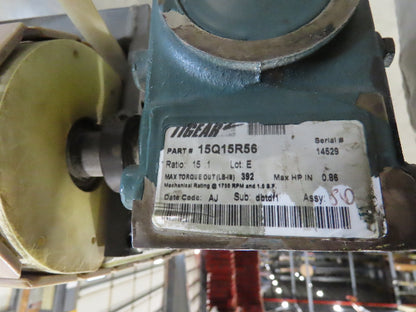 TIGEAR
PART # 15Q15R56 Serial #
14529
Ratio: 15 :1 Lot: E
MAX TORQUE OUT (LB-IN) 392 Max HP IN 0.86
Mechanical Rating @ 1750 RPM and 1.0 S.F.
Date Code: AJ Sub: Assy: